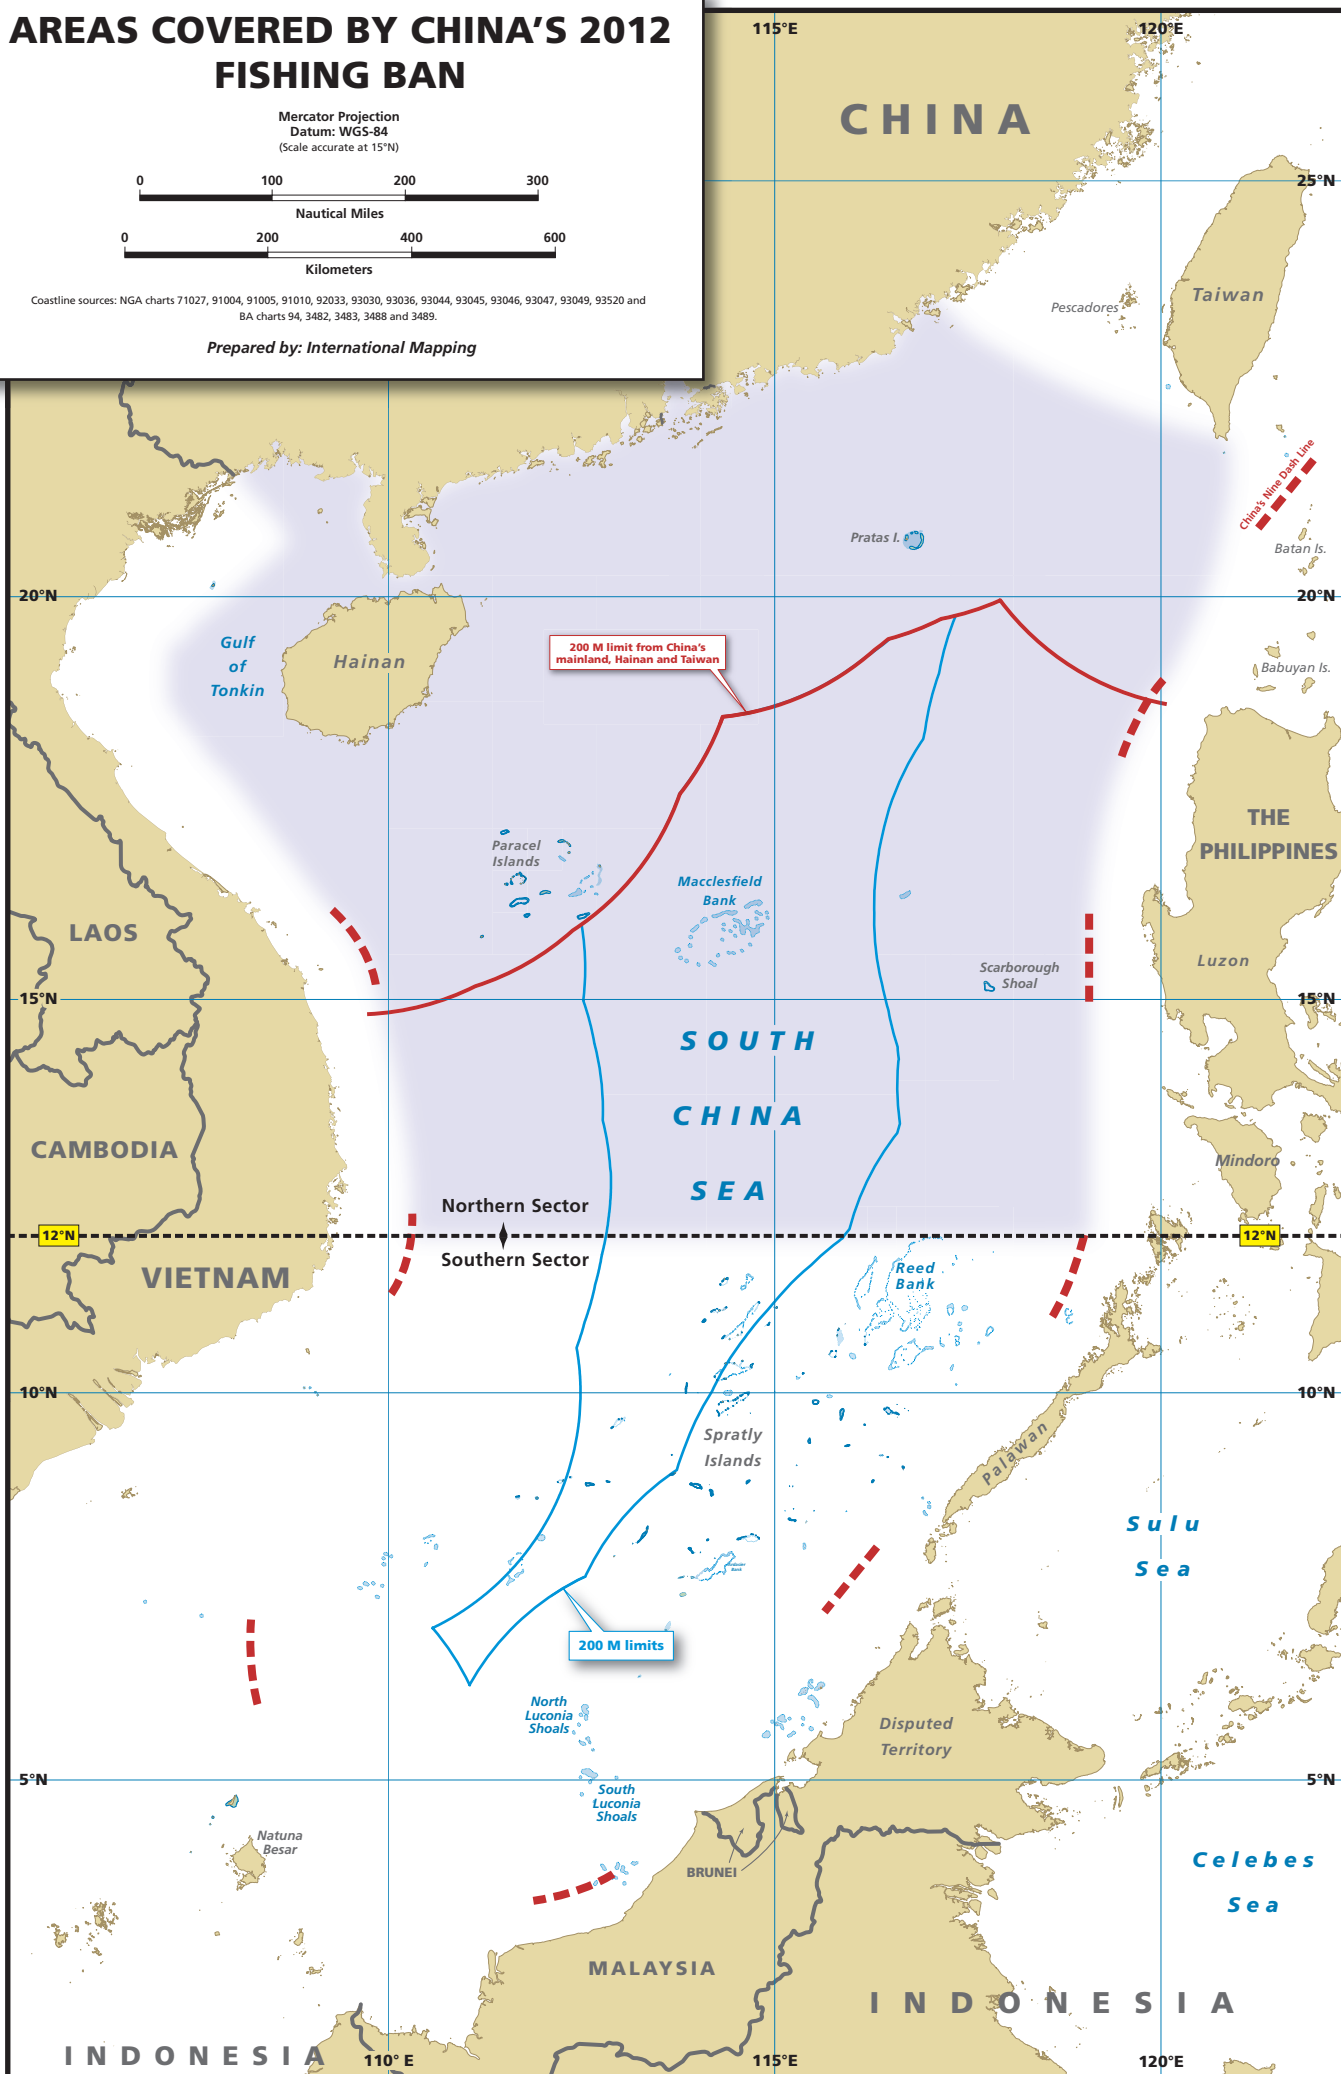 AREAS COVERED BY CHINA'S 2012
FISHING BAN
Mercator Projection
Datum: WGS-84
(Scale accurate at 15°N)
0 100 200 300
Nautical Miles
0 200 400 600
Kilometers
Coastline sources: NGA charts 71027, 91004, 91005, 91010, 92033, 93030, 93036, 93044, 93045, 93046, 93047, 93049, 93520 and
BA charts 94, 3482, 3483, 3488 and 3489.
Prepared by: International Mapping
115°E
120°E
CHINA
25°N
Taiwan
Pescadores
China's Nine Dash Line
Pratas I.
Batan Is.
20°N
20°N
Gulf
of
Tonkin
Hainan
200 M limit from China's
mainland, Hainan and Taiwan
Babuyan Is.
THE
PHILIPPINES
Paracel
Islands
Macclesfield
Bank
LAOS
Luzon
Scarborough
Shoal
15°N
15°N
SOUTH
CHINA
SEA
CAMBODIA
Mindoro
Northern Sector
12°N
12°N
Southern Sector
VIETNAM
Reed
Bank
10°N
10°N
Spratly
Islands
Palawan
Sulu
Sea
200 M limits
North
Luconia
Shoals
Disputed
Territory
5°N
5°N
South
Luconia
Shoals
Natuna
Besar
BRUNEI
Celebes
Sea
MALAYSIA
INDONESIA
INDONESIA
110° E
115°E
120°E